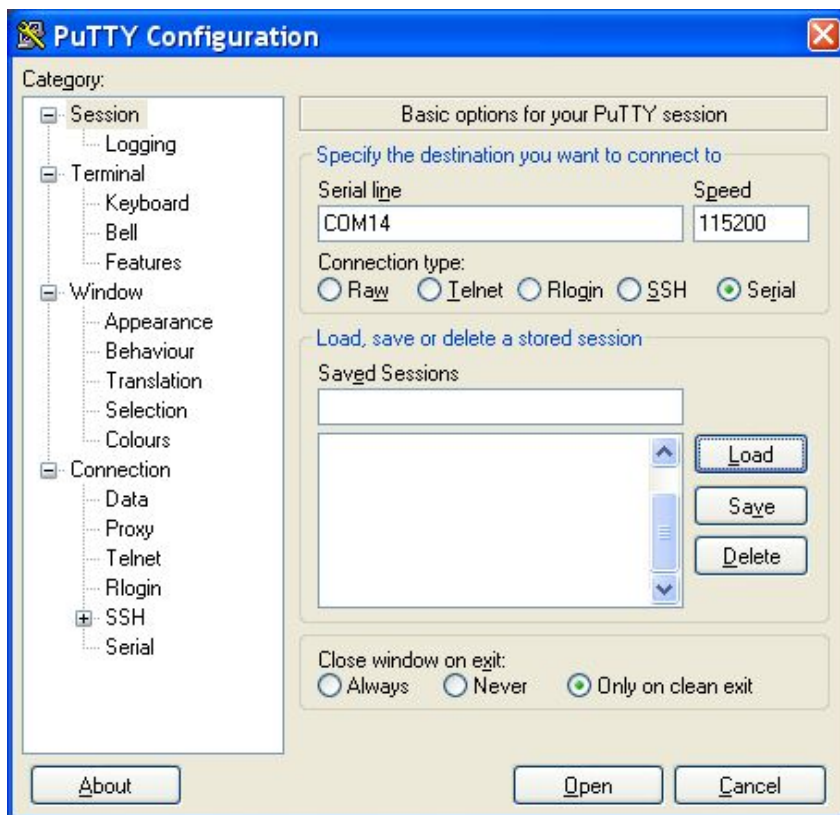 PuTTY Configuration
Category:
Session
Logging
Terminal
Keyboard
Bell
Features
Window
Appearance
Behaviour
Translation
Selection
Colours
Connection
Data
Proxy
Telnet
Rlogin
SSH
Serial
Basic options for your PuTTY session
Specify the destination you want to connect to
Serial line Speed
COM14 115200
Connection type:
Raw Telnet Rlogin SSH Serial
Load, save or delete a stored session
Saved Sessions
Load
Save
Delete
Close window on exit:
Always Never Only on clean exit
About Open Cancel